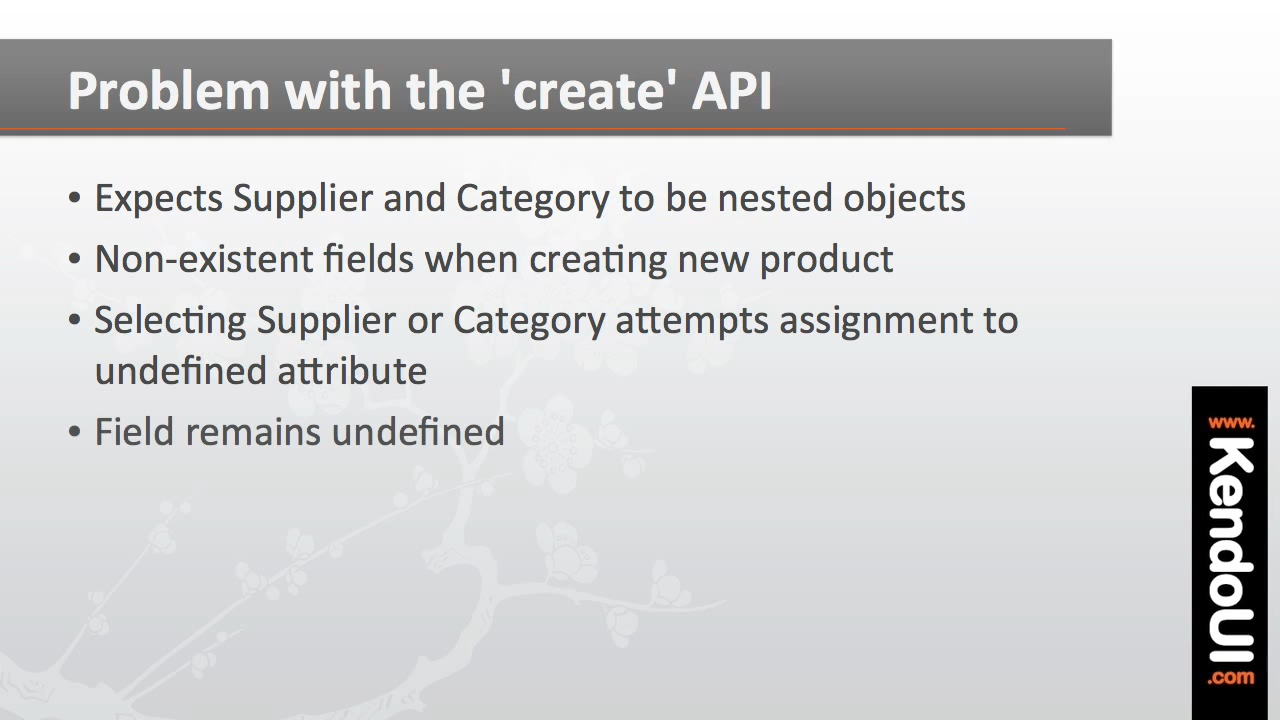 Problem with the 'create' API
• Expects Supplier and Category to be nested objects
• Non-existent fields when creating new product
• Selecting Supplier or Category attempts assignment to
undefined attribute
• Field remains undefined
www.
KendoUI
.com